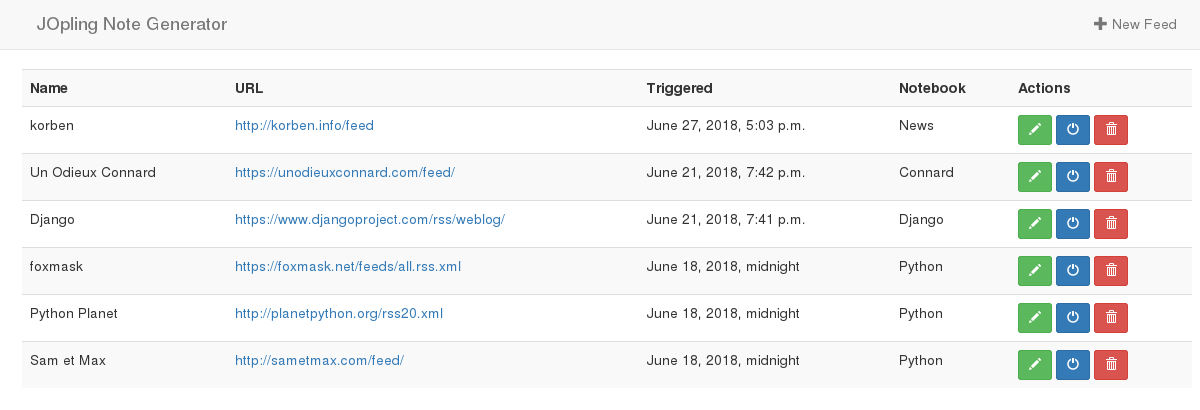 JOpling Note Generator
New Feed
Name URL Triggered Notebook Actions
korben http://korben.info/feed June 27, 2018, 5:03 p.m. News
Un Odieux Connard https://unodieuxconnard.com/feed/ June 21, 2018, 7:42 p.m. Connard
Django https://www.djangoproject.com/rss/weblog/ June 21, 2018, 7:41 p.m. Django
foxmask https://foxmask.net/feeds/all.rss.xml June 18, 2018, midnight Python
Python Planet http://planetpython.org/rss20.xml June 18, 2018, midnight Python
Sam et Max http://sametmax.com/feed/ June 18, 2018, midnight Python